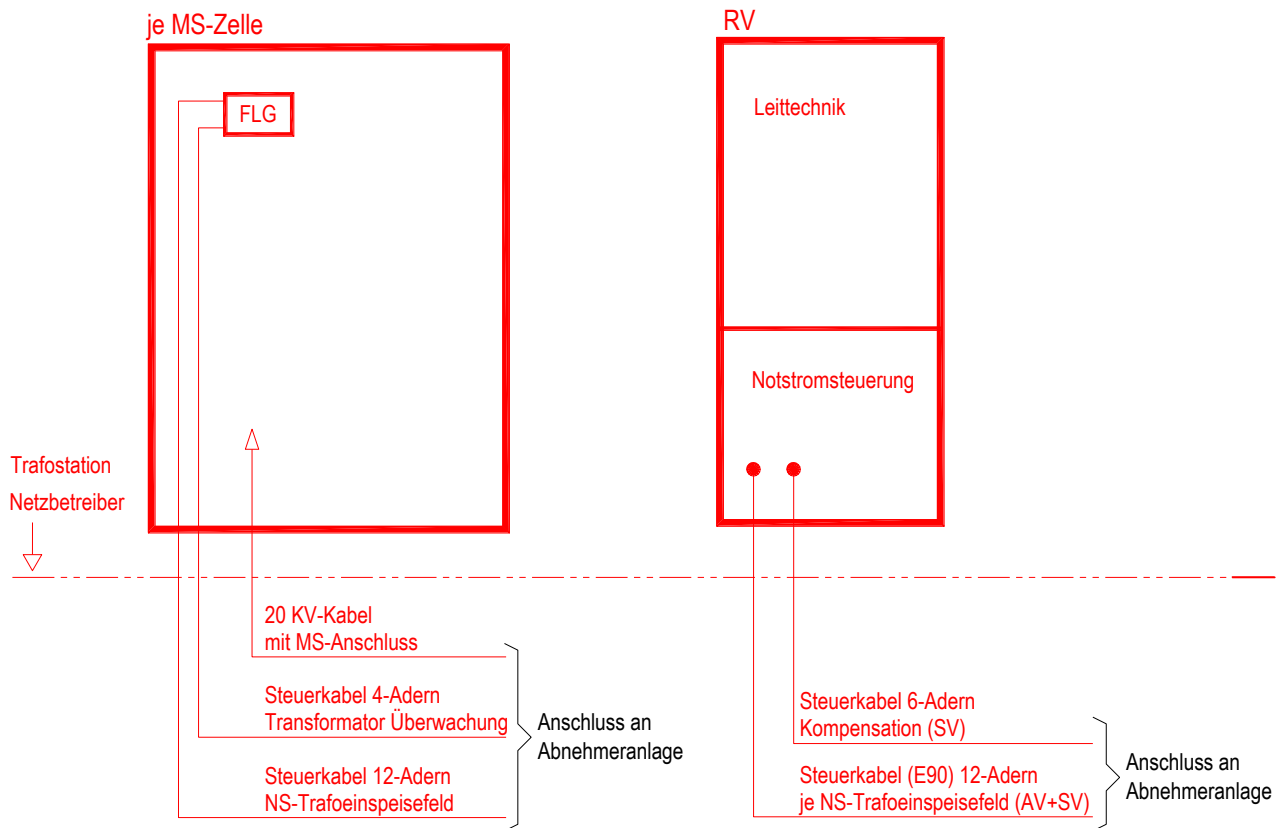 je MS-Zelle
RV
FLG
Leittechnik
Notstromsteuerung
Trafostation
Netzbetreiber
20 KV-Kabel
mit MS-Anschluss
Steuerkabel 4-Adern
Transformator Überwachung
Steuerkabel 12-Adern
NS-Trafoeinspeisefeld
Anschluss an
Abnehmeranlage
Steuerkabel 6-Adern
Kompensation (SV)
Steuerkabel (E90) 12-Adern
je NS-Trafoeinspeisefeld (AV+SV)
Anschluss an
Abnehmeranlage